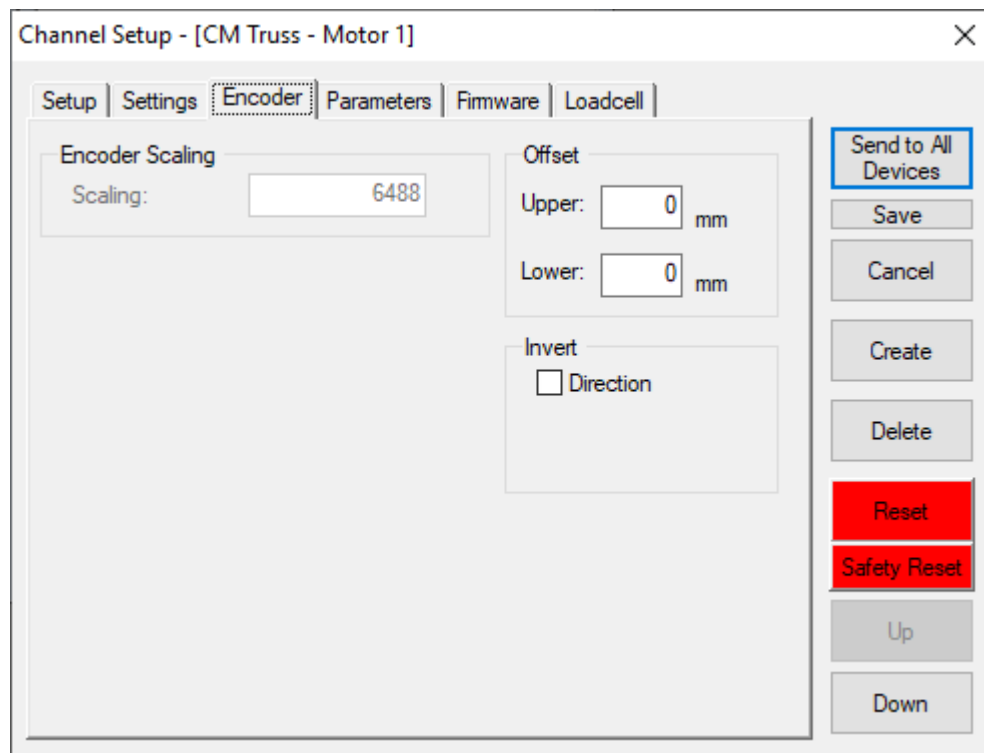 Channel Setup - [CM Truss - Motor 1]
Setup
Settings
Encoder
Parameters
Firmware
Loadcell
Encoder Scaling
Scaling:
6488
Offset
Upper:
0
mm
Lower:
0
mm
Invert
Direction
Send to All
Devices
Save
Cancel
Create
Delete
Reset
Safety Reset
Up
Down